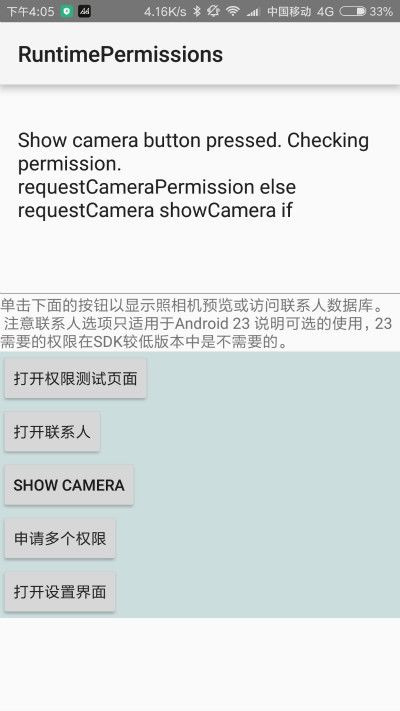 下午4:05 4.16K/s 中国移动 4G 33%
RuntimePermissions
Show camera button pressed. Checking
permission.
requestCameraPermission else
requestCamera showCamera if
单击下面的按钮以显示照相机预览或访问联系人数据库。
注意联系人选项只适用于Android 23 说明可选的使用，23
需要的权限在SDK较低版本中是不需要的。
打开权限测试页面
打开联系人
SHOW CAMERA
申请多个权限
打开设置界面